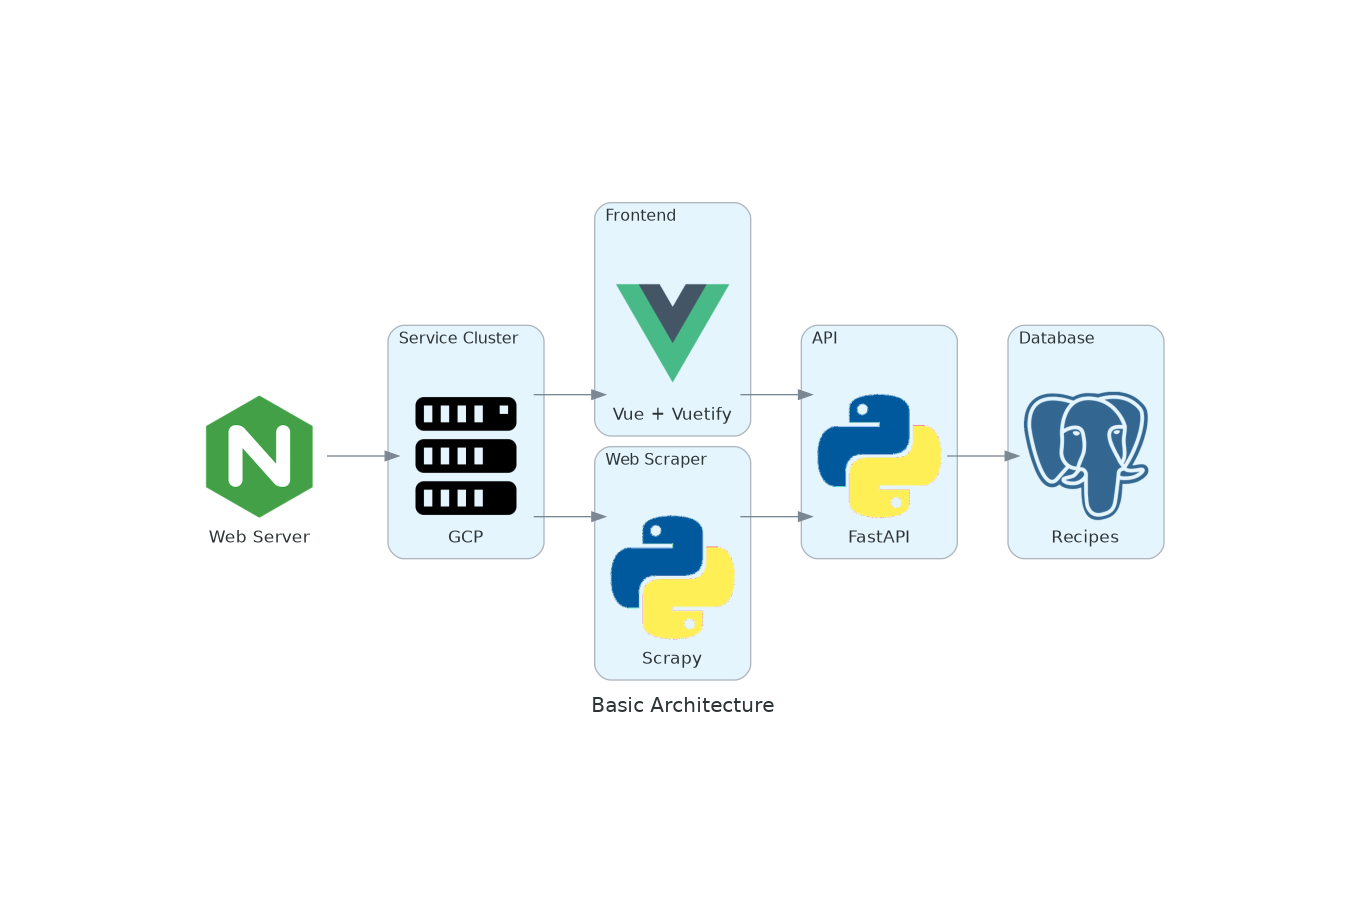 Frontend
Vue + Vuetify
Service Cluster
GCP
Web Server
Web Scraper
Scrapy
API
FastAPI
Database
Recipes
Basic Architecture